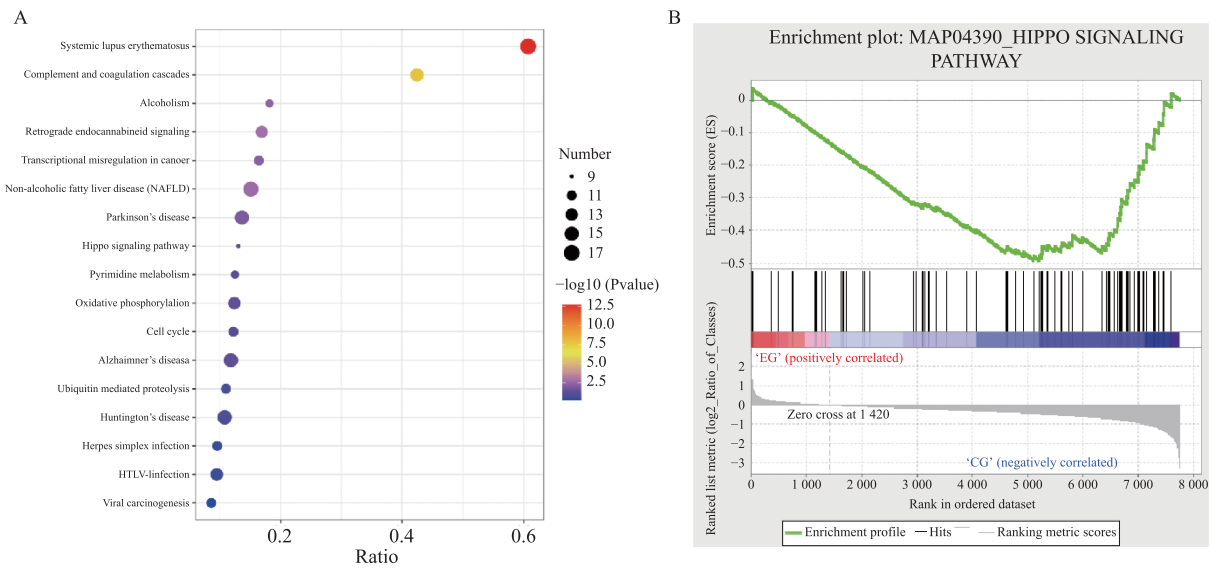 A
Systemic lupus erythematosus
Complement and coagulation cascades
Alcoholism
Retrograde endocannabineid signaling
Transcriptional misregulation in canoer
Non-alcoholic fatty liver disease (NAFLD)
Parkinson's disease
Hippo signaling pathway
Pyrimidine metabolism
Oxidative phosphorylalion
Cell cycle
Alzhaimner's diseasa
Ubiquitin mediated proteolysis
Huntington's disease
Herpes simplex infection
HTLV-linfection
Viral carcinogenesis
0.2
0.4
0.6
Ratio
Number
9
11
13
15
17
−log10 (Pvalue)
12.5
10.0
7.5
5.0
2.5
B
Enrichment plot: MAP04390_HIPPO SIGNALING
PATHWAY
Enrichment score (ES)
0
−0.1
−0.2
−0.3
−0.4
−0.5
'EG' (positively correlated)
Ranked list metric (log2_Ratio_of_Classes)
2
1
0
−1
−2
−3
Zero cross at 1 420
'CG' (negatively correlated)
0
1 000
2 000
3 000
4 000
5 000
6 000
7 000
8 000
Rank in ordered dataset
Enrichment profile
Hits
Ranking metric scores